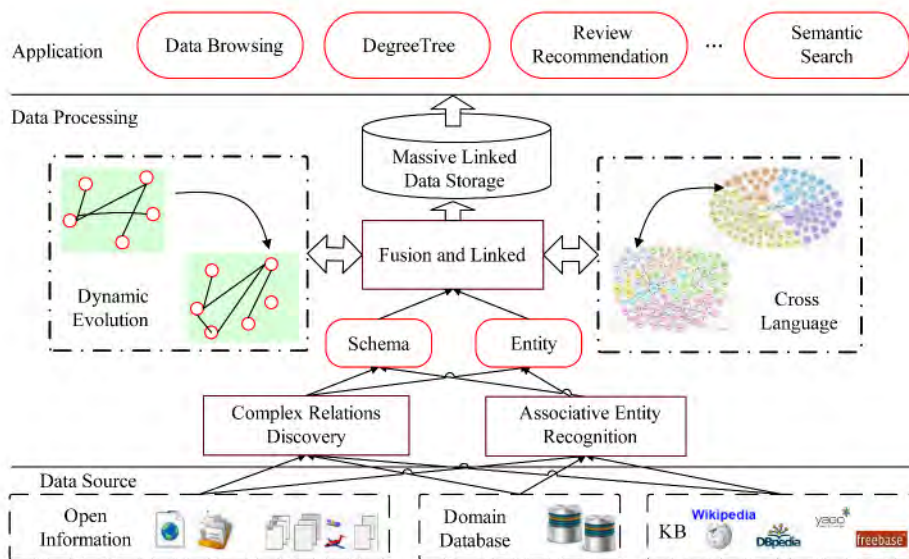 Application
Data Browsing
DegreeTree
Review
Recommendation
...
Semantic
Search
Data Processing
Massive Linked
Data Storage
Fusion and Linked
Dynamic
Evolution
Cross
Language
Schema
Entity
Complex Relations
Discovery
Associative Entity
Recognition
Data Source
Open
Information
Domain
Database
KB
Wikipedia
DBpedia
yago
freebase